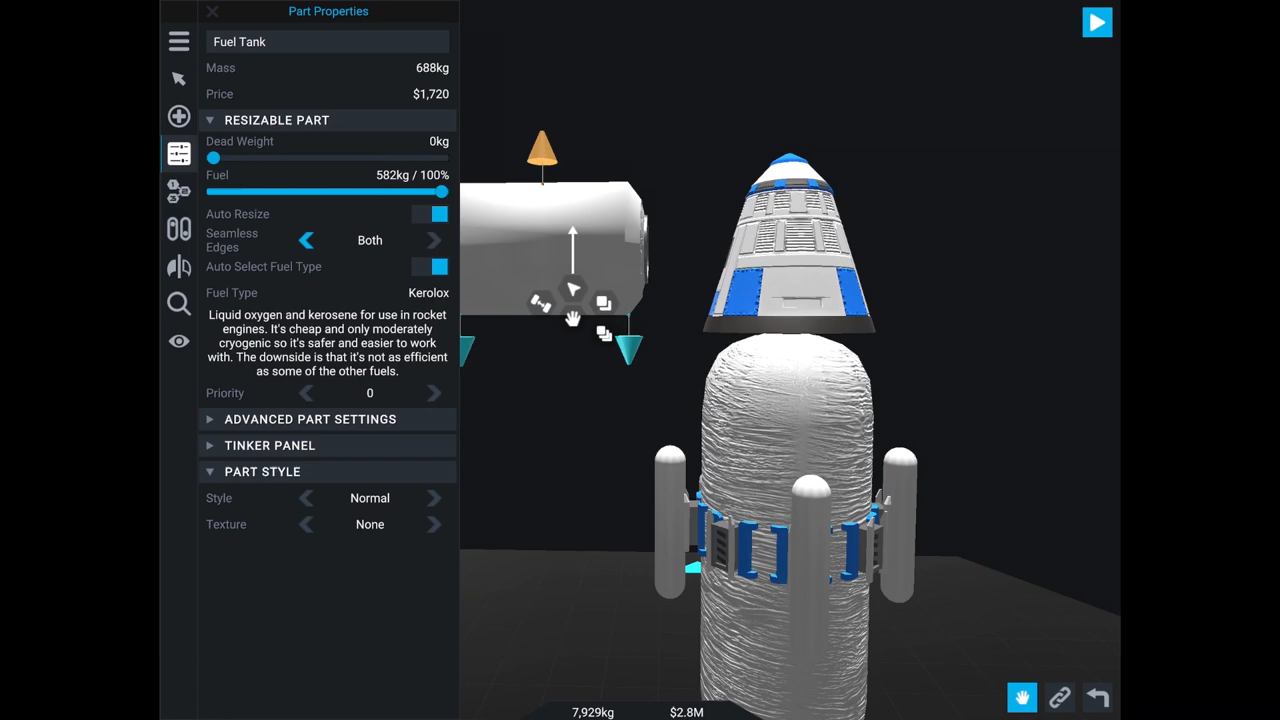 Part Properties
Fuel Tank
Mass 688kg
Price $1,720
RESIZABLE PART
Dead Weight 0kg
Fuel 582kg / 100%
Auto Resize
Seamless
Edges
Both
Auto Select Fuel Type
Fuel Type Kerolox
Liquid oxygen and kerosene for use in rocket
engines. It's cheap and only moderately
cryogenic so it's safer and easier to work
with. The downside is that it's not as efficient
as some of the other fuels.
Priority 0
ADVANCED PART SETTINGS
TINKER PANEL
PART STYLE
Style Normal
Texture None
7,929kg $2.8M